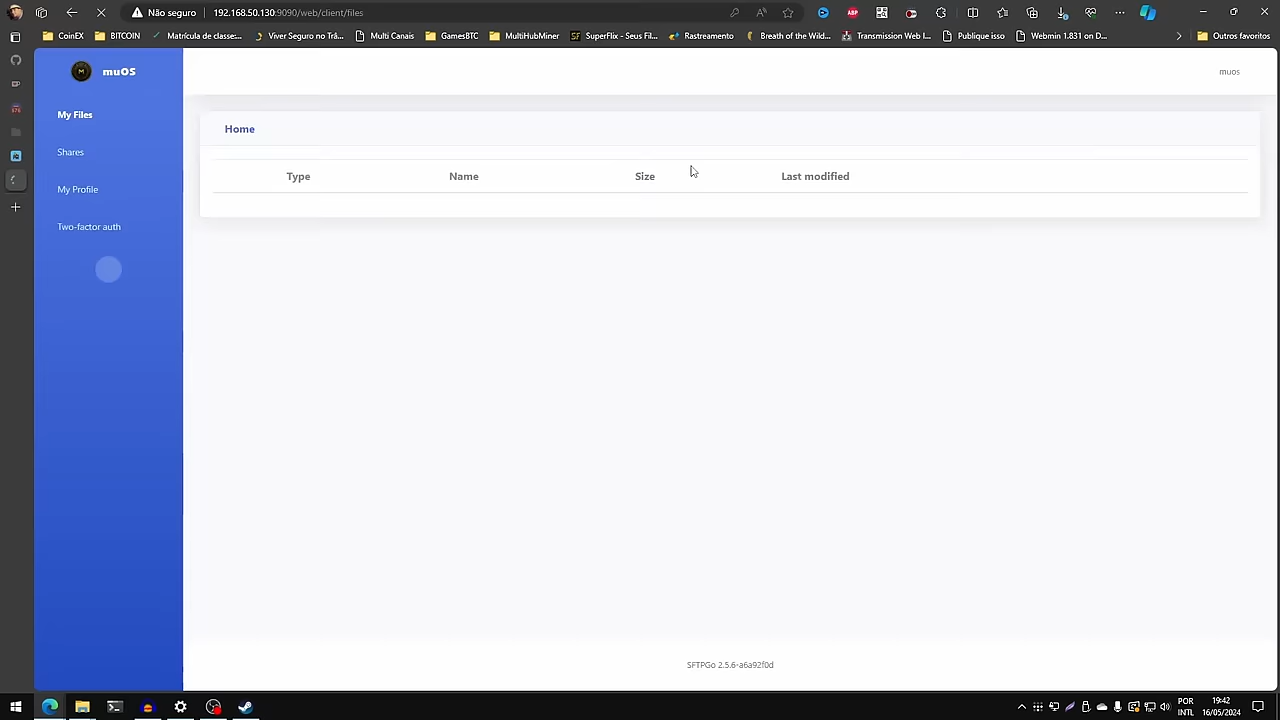 Não seguro
192.168.50.130:9090/web/client/files
ABP
CoinEX
BITCOIN
Matrícula de classe:...
Viver Seguro no Trâ...
Multi Canais
GamesBTC
MultiHubMiner
SF
SuperFlix - Seus Fil...
Rastreamento
Breath of the Wild...
Transmission Web I...
Publique isso
Webmin 1.831 on D...
Outros favoritos
M
muOS
muos
My Files
Shares
My Profile
Two-factor auth
Home
Type Name Size Last modified
SFTPGo 2.5.6-a6a92f0d
POR
INTL
19:42
16/05/2024